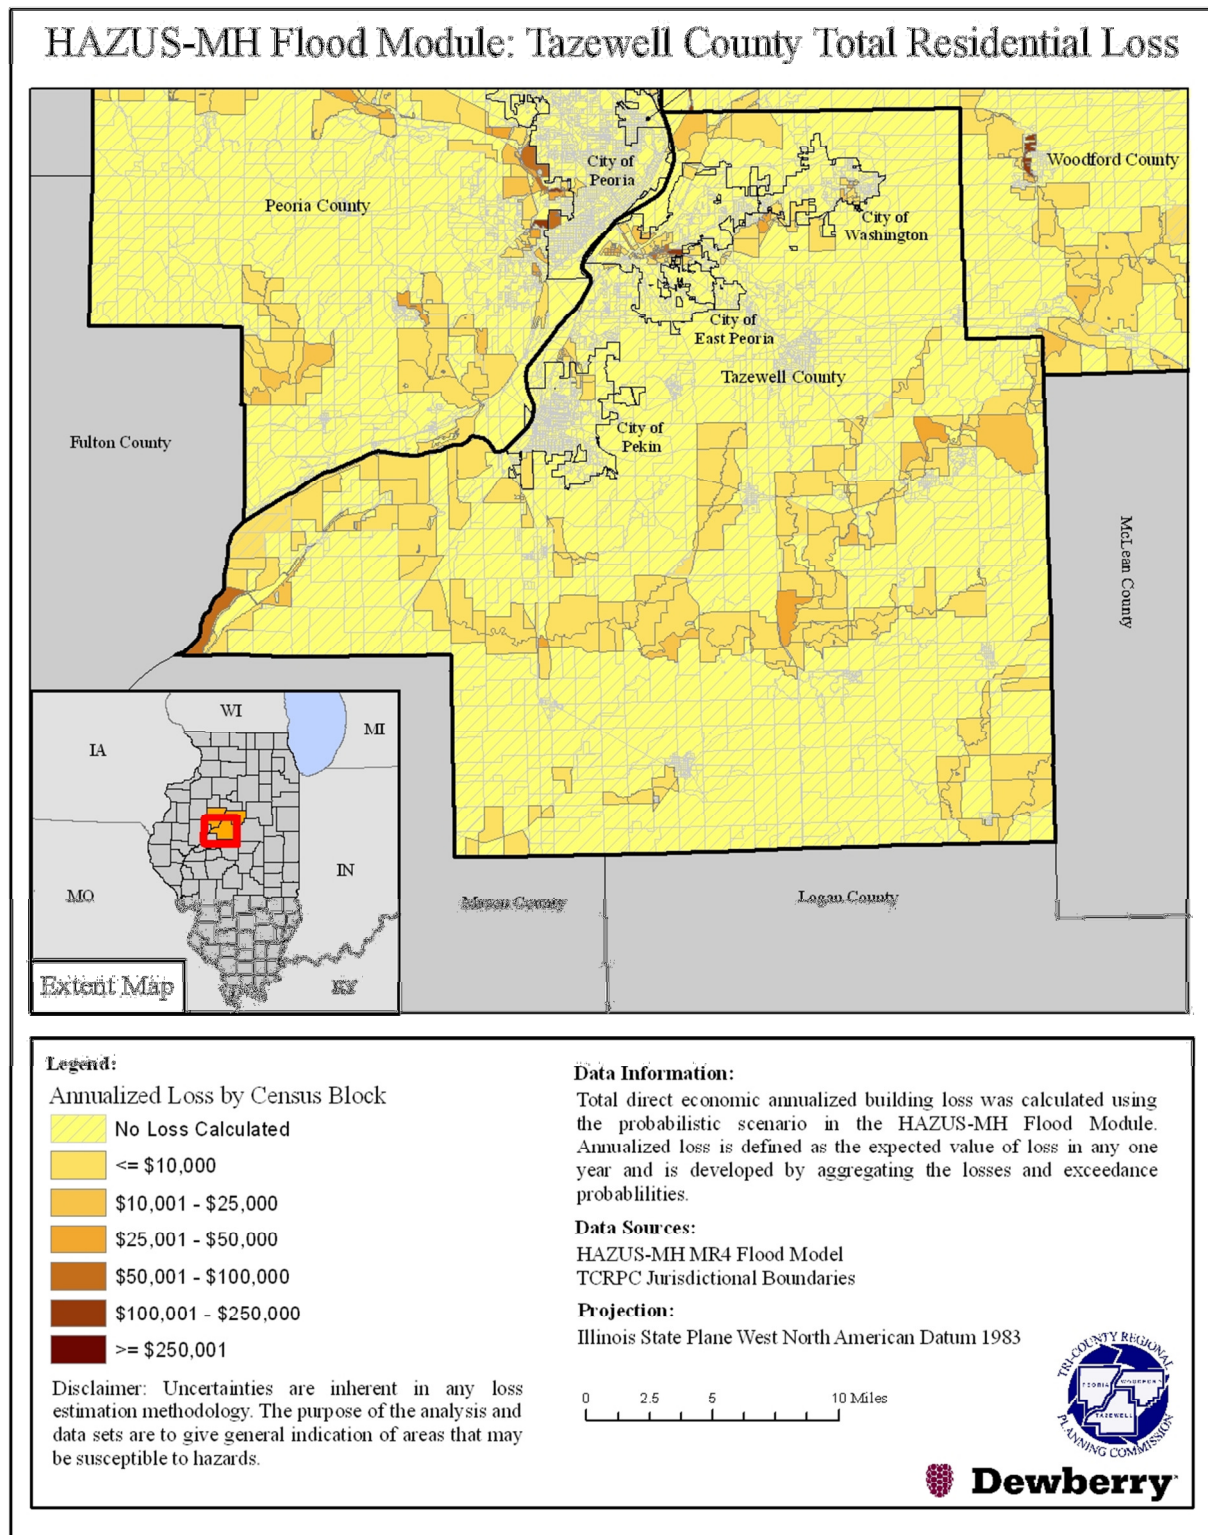 HAZUS-MH Flood Module: Tazewell County Total Residential Loss
City of
Peoria
Woodford County
Peoria County
City of
Washington
City of
East Peoria
Tazewell County
Fulton County
City of
Pekin
McLean County
WI
MI
IA
IN
MO
KY
Extent Map
Mason County
Logan County
Legend:
Annualized Loss by Census Block
No Loss Calculated
<= $10,000
$10,001 - $25,000
$25,001 - $50,000
$50,001 - $100,000
$100,001 - $250,000
>= $250,001
Disclaimer: Uncertainties are inherent in any loss
estimation methodology. The purpose of the analysis and
data sets are to give general indication of areas that may
be susceptible to hazards.
Data Information:
Total direct economic annualized building loss was calculated using
the probabilistic scenario in the HAZUS-MH Flood Module.
Annualized loss is defined as the expected value of loss in any one
year and is developed by aggregating the losses and exceedance
probablilities.
Data Sources:
HAZUS-MH MR4 Flood Model
TCRPC Jurisdictional Boundaries
Projection:
Illinois State Plane West North American Datum 1983
0 2.5 5 10 Miles
TRI-COUNTY REGIONAL
PEORIA WOODFORD
TAZEWELL
PLANNING COMMISSION
Dewberry